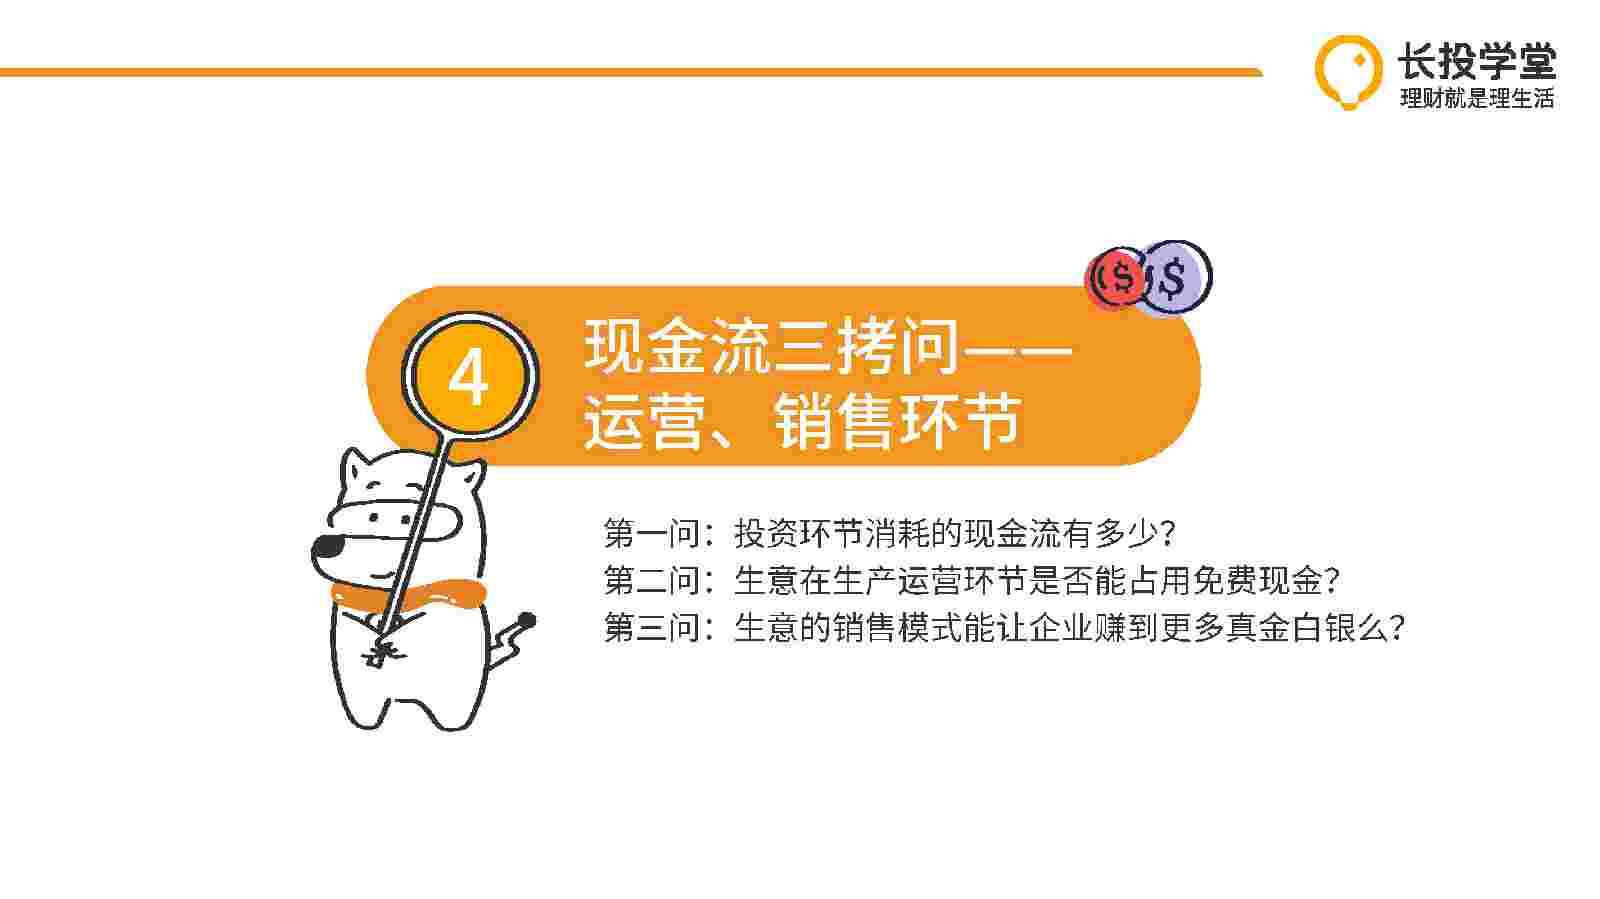 长投学堂
理财就是理生活
$ $
4
现金流三拷问——
运营、销售环节
第一问：投资环节消耗的现金流有多少？
第二问：生意在生产运营环节是否能占用免费现金？
第三问：生意的销售模式能让企业赚到更多真金白银么？